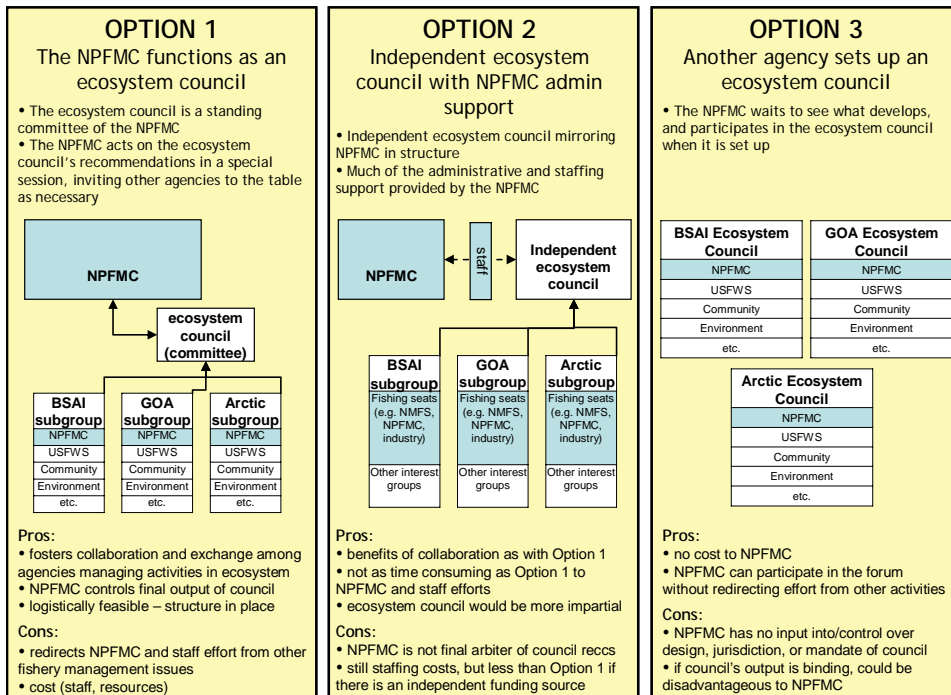 OPTION 1
The NPFMC functions as an
ecosystem council
• The ecosystem council is a standing
committee of the NPFMC
• The NPFMC acts on the ecosystem
council's recommendations in a special
session, inviting other agencies to the table
as necessary
NPFMC
ecosystem
council
(committee)
BSAI
subgroup
NPFMC
USFWS
Community
Environment
etc.
GOA
subgroup
NPFMC
USFWS
Community
Environment
etc.
Arctic
subgroup
NPFMC
USFWS
Community
Environment
etc.
Pros:
• fosters collaboration and exchange among
agencies managing activities in ecosystem
• NPFMC controls final output of council
• logistically feasible – structure in place
Cons:
• redirects NPFMC and staff effort from other
fishery management issues
• cost (staff, resources)
OPTION 2
Independent ecosystem
council with NPFMC admin
support
• Independent ecosystem council mirroring
NPFMC in structure
• Much of the administrative and staffing
support provided by the NPFMC
NPFMC
staff
Independent
ecosystem
council
BSAI
subgroup
Fishing seats
(e.g. NMFS,
NPFMC,
industry)
Other interest
groups
GOA
subgroup
Fishing seats
(e.g. NMFS,
NPFMC,
industry)
Other interest
groups
Arctic
subgroup
Fishing seats
(e.g. NMFS,
NPFMC,
industry)
Other interest
groups
Pros:
• benefits of collaboration as with Option 1
• not as time consuming as Option 1 to
NPFMC and staff efforts
• ecosystem council would be more impartial
Cons:
• NPFMC is not final arbiter of council reccs
• still staffing costs, but less than Option 1 if
there is an independent funding source
OPTION 3
Another agency sets up an
ecosystem council
• The NPFMC waits to see what develops,
and participates in the ecosystem council
when it is set up
BSAI Ecosystem
Council
NPFMC
USFWS
Community
Environment
etc.
GOA Ecosystem
Council
NPFMC
USFWS
Community
Environment
etc.
Arctic Ecosystem
Council
NPFMC
USFWS
Community
Environment
etc.
Pros:
• no cost to NPFMC
• NPFMC can participate in the forum
without redirecting effort from other activities
Cons:
• NPFMC has no input into/control over
design, jurisdiction, or mandate of council
• if council's output is binding, could be
disadvantageous to NPFMC